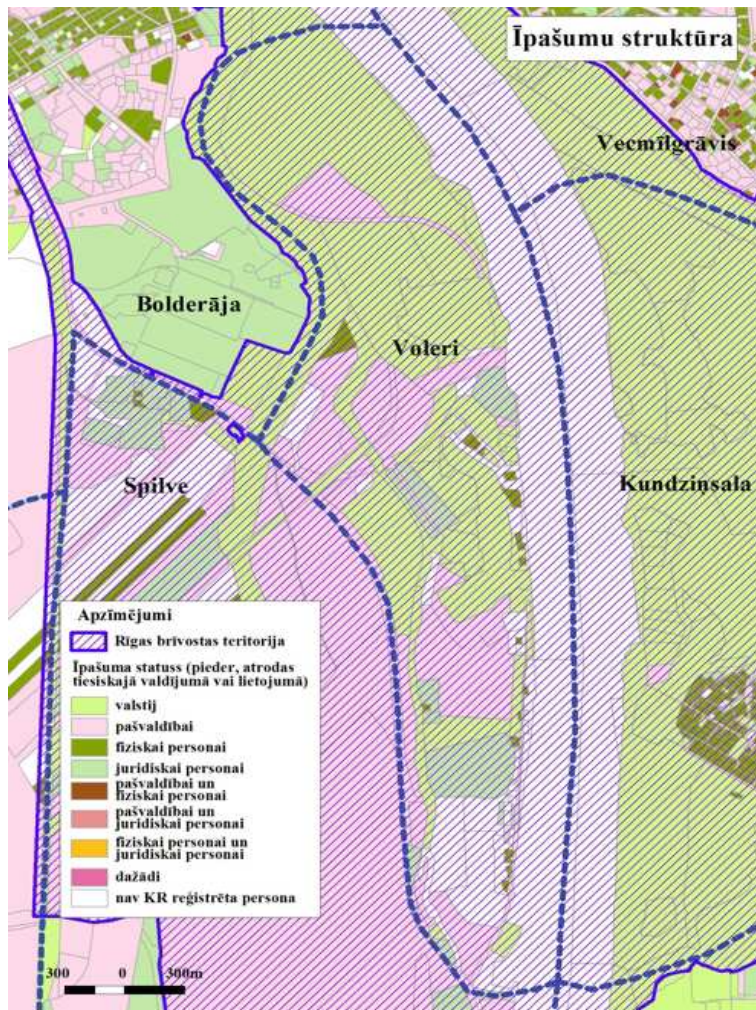 Īpašumu struktūra
Vecmīlgrāvis
Bolderāja
Voleri
Spilve
Kundziņsala
Apzīmējumi
Rīgas brīvostas teritorija
Īpašuma statuss (pieder, atrodas
tiesiskajā valdījumā vai lietojumā)
valstij
pašvaldībai
fiziskai personai
juridiskai personai
pašvaldībai un
fiziskai personai
pašvaldībai un
juridiskai personai
fiziskai personai un
juridiskai personai
dažādi
nav KR reģistrēta persona
300 0 300m